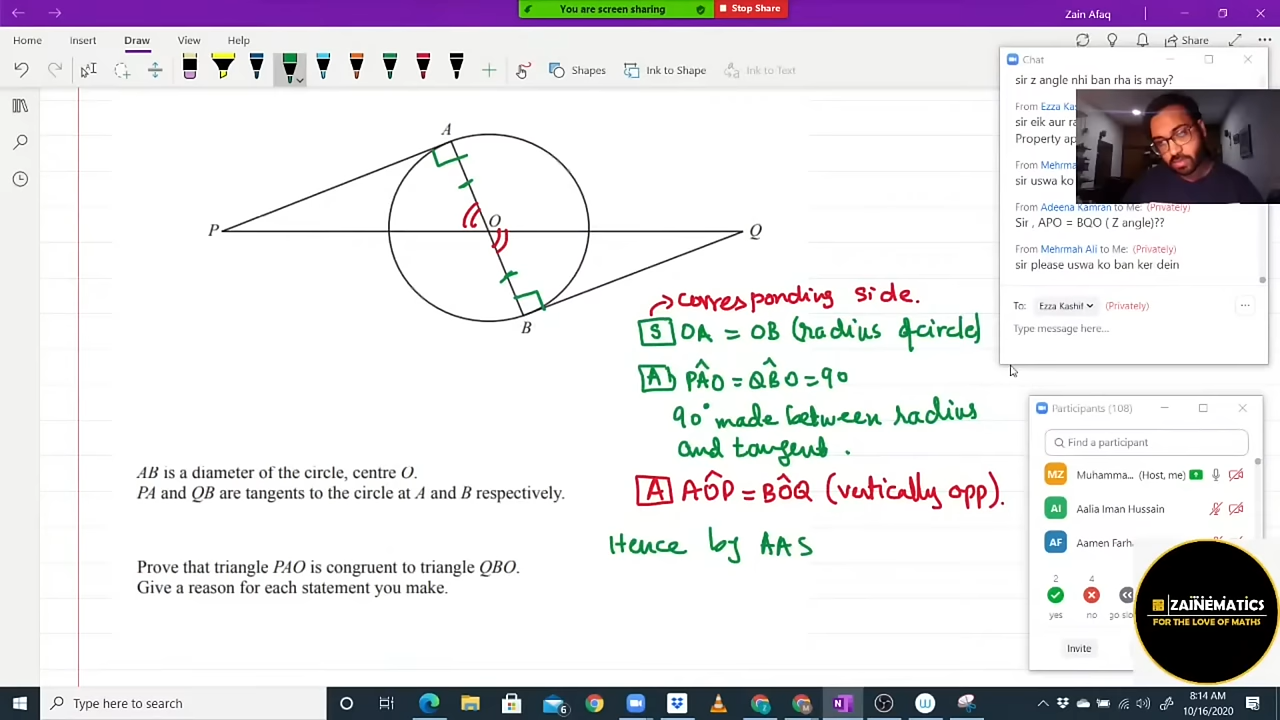 You are screen sharing
Stop Share
Zain Afaq
Home Insert Draw View Help
Share
Shapes
Ink to Shape
Ink to Text
Chat
sir z angle nhi ban rha is may?
From Ezza Kas
sir eik aur ra
Property ap
From Mehrma
sir uswa ko
From Adeena Kamran to Me: (Privately)
Sir , APO = BQO ( Z angle)??
From Mehrmah Ali to Me: (Privately)
sir please uswa ko ban ker dein
To: Ezza Kashif (Privately)
Type message here...
A
P
O
Q
B
corresponding side.
S OA = OB (radius of circle)
A PÂO = QB̂O = 90
90° made between radius
and tangent.
A AÔP = BÔQ (vertically opp).
Hence by AAS
AB is a diameter of the circle, centre O.
PA and QB are tangents to the circle at A and B respectively.
Prove that triangle PAO is congruent to triangle QBO.
Give a reason for each statement you make.
Participants (108)
Find a participant
MZ Muhamma... (Host, me)
AI Aalia Iman Hussain
AF Aamen Farh
2 4
yes no go slo
Invite
ZAINEMATICS
FOR THE LOVE OF MATHS
Type here to search
6
8:14 AM
10/16/2020